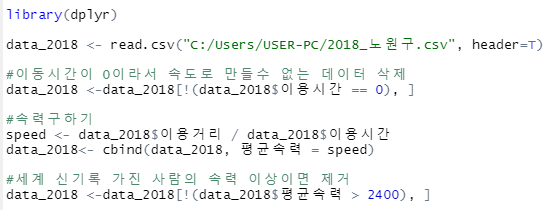 library(dplyr)
data_2018 <- read.csv("C:/Users/USER-PC/2018_노원구.csv", header=T)
#이동시간이 0이라서 속도로 만들수 없는 데이터 삭제
data_2018 <-data_2018[!(data_2018$이용시간 == 0), ]
#속력구하기
speed <- data_2018$이용거리 / data_2018$이용시간
data_2018<- cbind(data_2018, 평균속력 = speed)
#세계 신기록 가진 사람의 속력 이상이면 제거
data_2018 <-data_2018[!(data_2018$평균속력 > 2400), ]